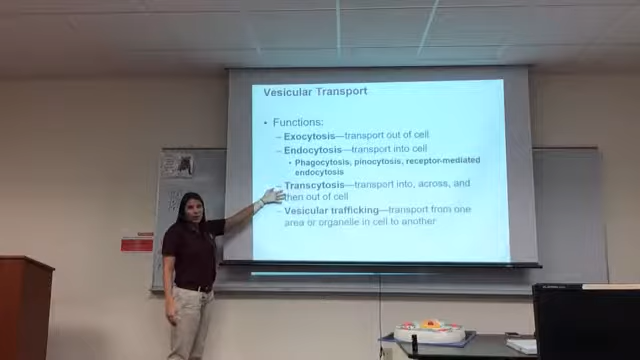 Vesicular Transport
• Functions:
– Exocytosis—transport out of cell
– Endocytosis—transport into cell
• Phagocytosis, pinocytosis, receptor-mediated
endocytosis
– Transcytosis—transport into, across, and
then out of cell
– Vesicular trafficking—transport from one
area or organelle in cell to another